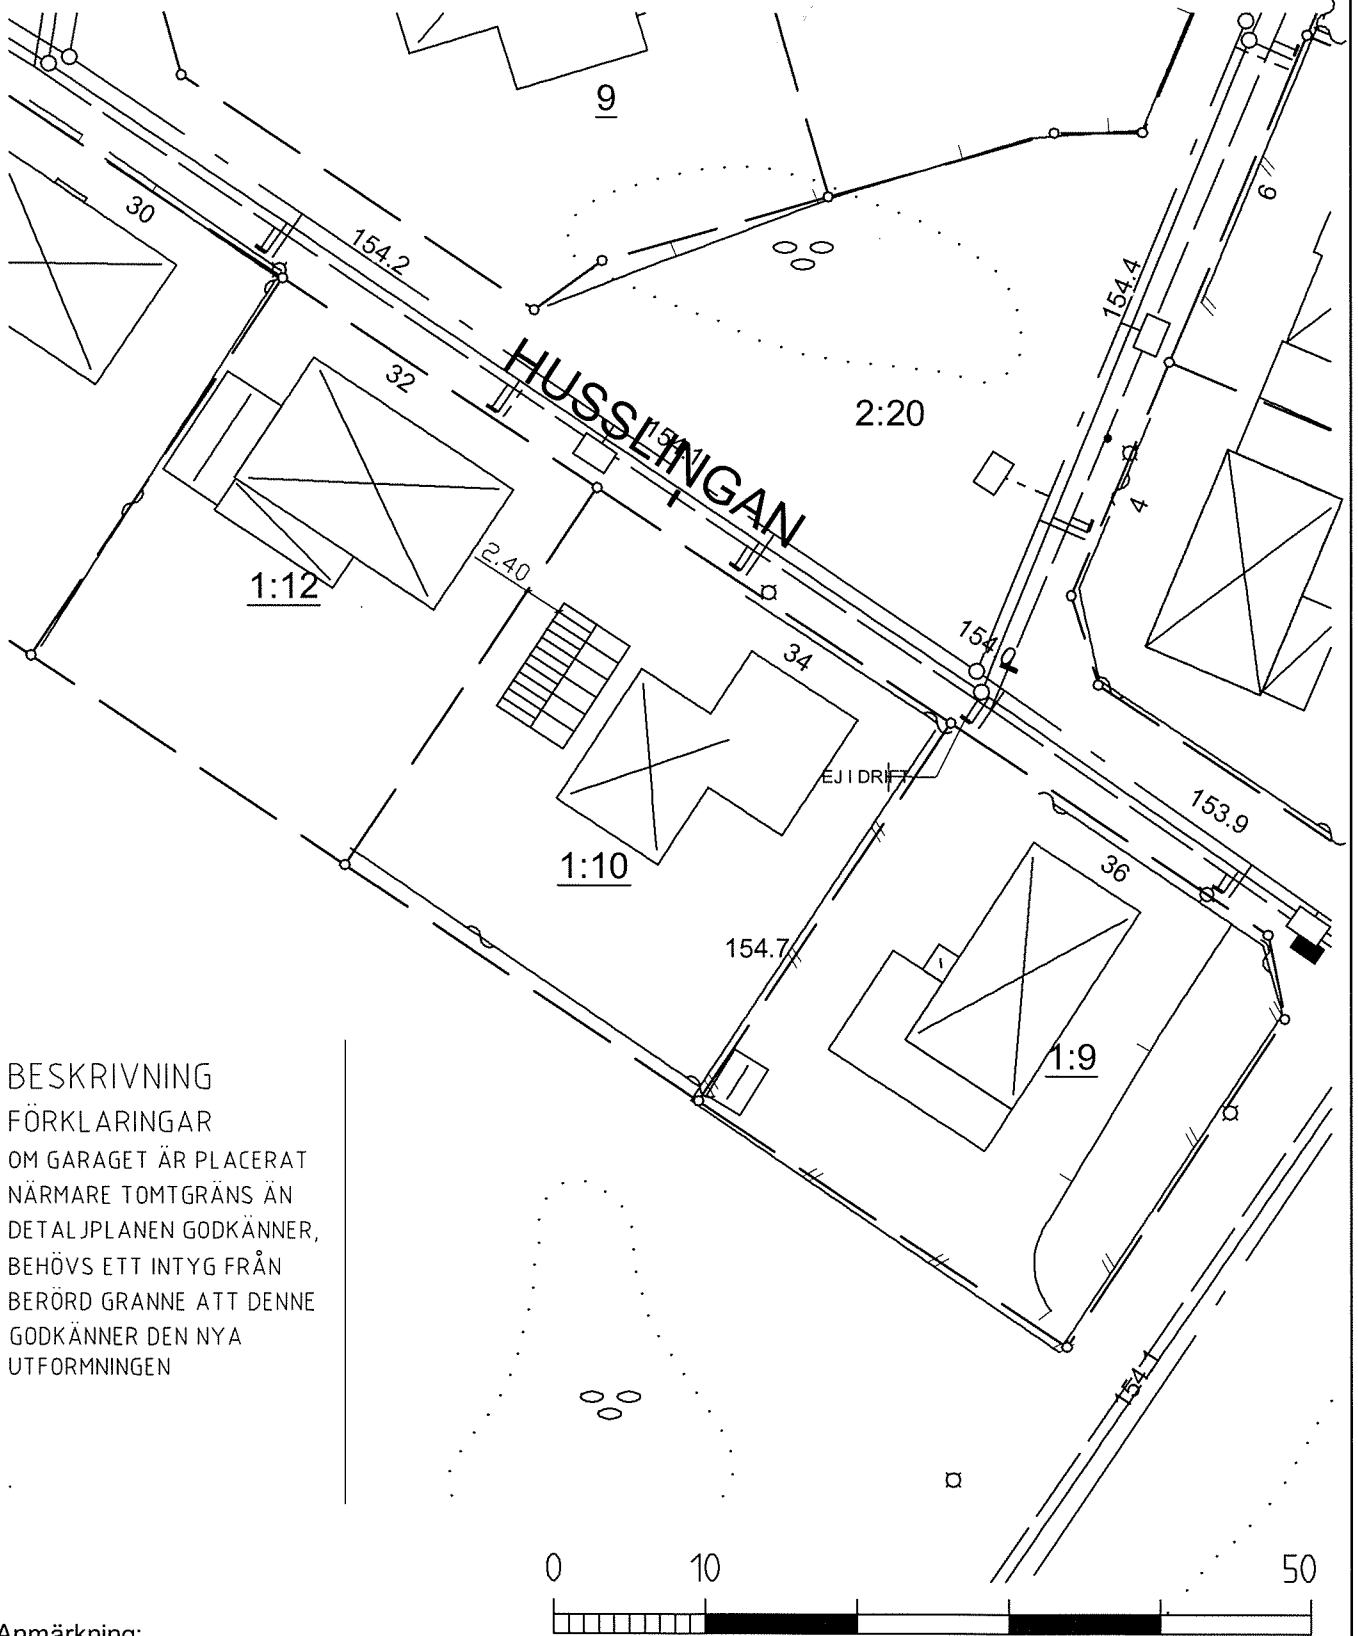 9
30
154.2
154.4
6
32
HUSSLINGAN
154.1
2:20
4
2.40
1:12
154.0
34
EJ I DRIFT
153.9
1:10
36
154.7
1:9
BESKRIVNING
FÖRKLARINGAR
OM GARAGET ÄR PLACERAT
NÄRMARE TOMTGRÄNS ÄN
DETALJPLANEN GODKÄNNER,
BEHÖVS ETT INTYG FRÅN
BERÖRD GRANNE ATT DENNE
GODKÄNNER DEN NYA
UTFORMNINGEN
0 10 50
Anmärkning: